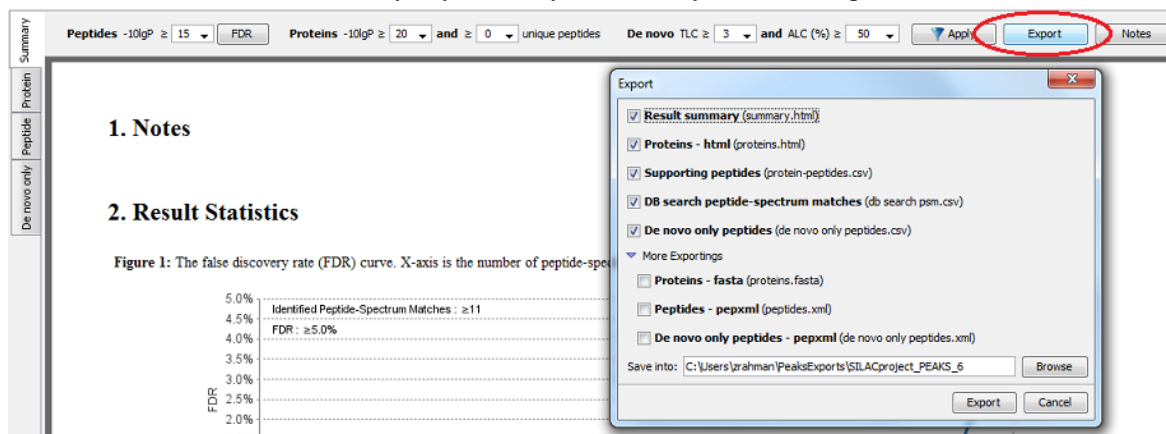 Summary
Protein
Peptide
De novo only
Peptides -10lgP ≥ 15 FDR Proteins -10lgP ≥ 20 and ≥ 0 unique peptides De novo TLC ≥ 3 and ALC (%) ≥ 50 Apply Export Notes
1. Notes
2. Result Statistics
Figure 1: The false discovery rate (FDR) curve. X-axis is the number of peptide-spe
5.0%
4.5%
4.0%
3.5%
3.0%
2.5%
2.0%
FDR
Identified Peptide-Spectrum Matches : ≥11
FDR : ≥5.0%
Export
Result summary (summary.html)
Proteins - html (proteins.html)
Supporting peptides (protein-peptides.csv)
DB search peptide-spectrum matches (db search psm.csv)
De novo only peptides (de novo only peptides.csv)
More Exportings
Proteins - fasta (proteins.fasta)
Peptides - pepxml (peptides.xml)
De novo only peptides - pepxml (de novo only peptides.xml)
Save into: C:\Users\zrahman\PeaksExports\SILACproject_PEAKS_6 Browse
Export Cancel